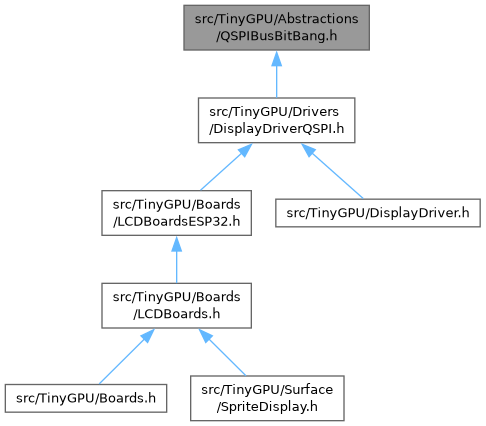 src/TinyGPU/Abstractions
/QSPIBusBitBang.h
src/TinyGPU/Drivers
/DisplayDriverQSPI.h
src/TinyGPU/Boards
/LCDBoardsESP32.h
src/TinyGPU/DisplayDriver.h
src/TinyGPU/Boards
/LCDBoards.h
src/TinyGPU/Boards.h
src/TinyGPU/Surface
/SpriteDisplay.h